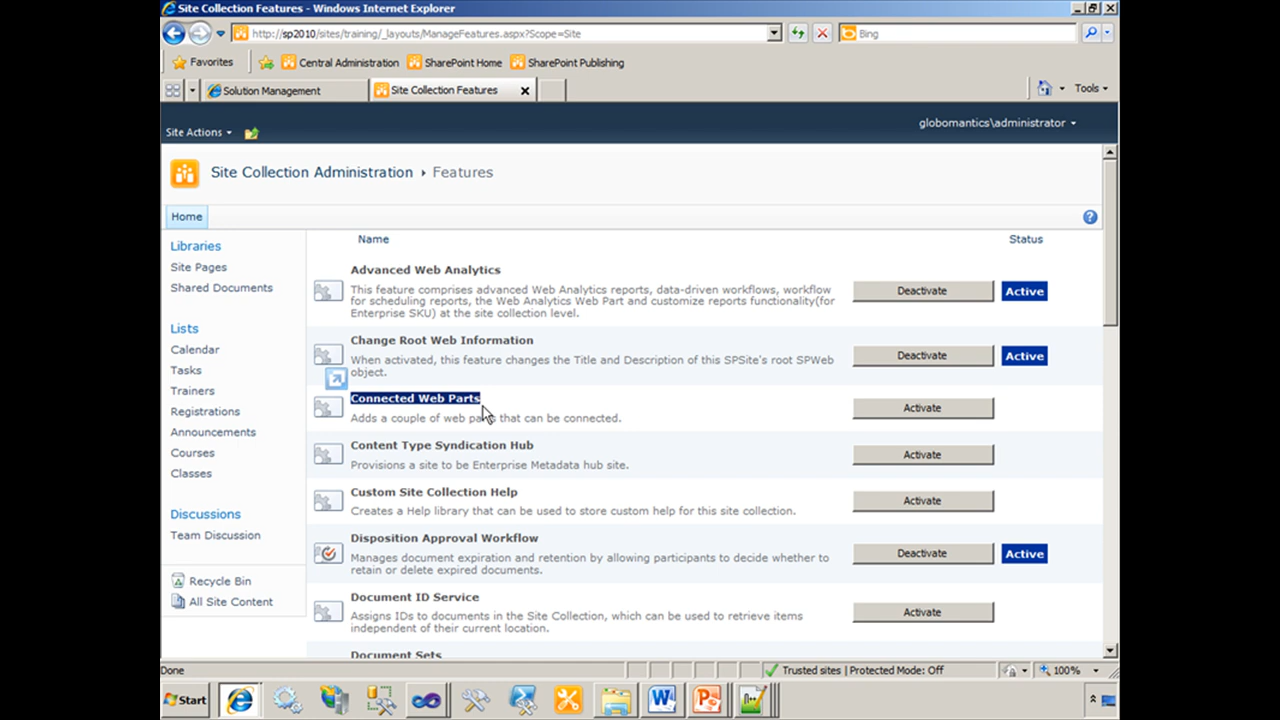 Site Collection Features - Windows Internet Explorer
http://sp2010/sites/training/_layouts/ManageFeatures.aspx?Scope=Site
Bing
Favorites
Central Administration
SharePoint Home
SharePoint Publishing
Solution Management
Site Collection Features
Tools
Site Actions
globomantics\administrator
Site Collection Administration
Features
Home
Libraries
Site Pages
Shared Documents
Lists
Calendar
Tasks
Trainers
Registrations
Announcements
Courses
Classes
Discussions
Team Discussion
Recycle Bin
All Site Content
Name
Status
Advanced Web Analytics
This feature comprises advanced Web Analytics reports, data-driven workflows, workflow
for scheduling reports, the Web Analytics Web Part and customize reports functionality(for
Enterprise SKU) at the site collection level.
Deactivate
Active
Change Root Web Information
When activated, this feature changes the Title and Description of this SPSite's root SPWeb
object.
Deactivate
Active
Connected Web Parts
Adds a couple of web parts that can be connected.
Activate
Content Type Syndication Hub
Provisions a site to be Enterprise Metadata hub site.
Activate
Custom Site Collection Help
Creates a Help library that can be used to store custom help for this site collection.
Activate
Disposition Approval Workflow
Manages document expiration and retention by allowing participants to decide whether to
retain or delete expired documents.
Deactivate
Active
Document ID Service
Assigns IDs to documents in the Site Collection, which can be used to retrieve items
independent of their current location.
Activate
Document Sets
Done
Trusted sites | Protected Mode: Off
100%
Start